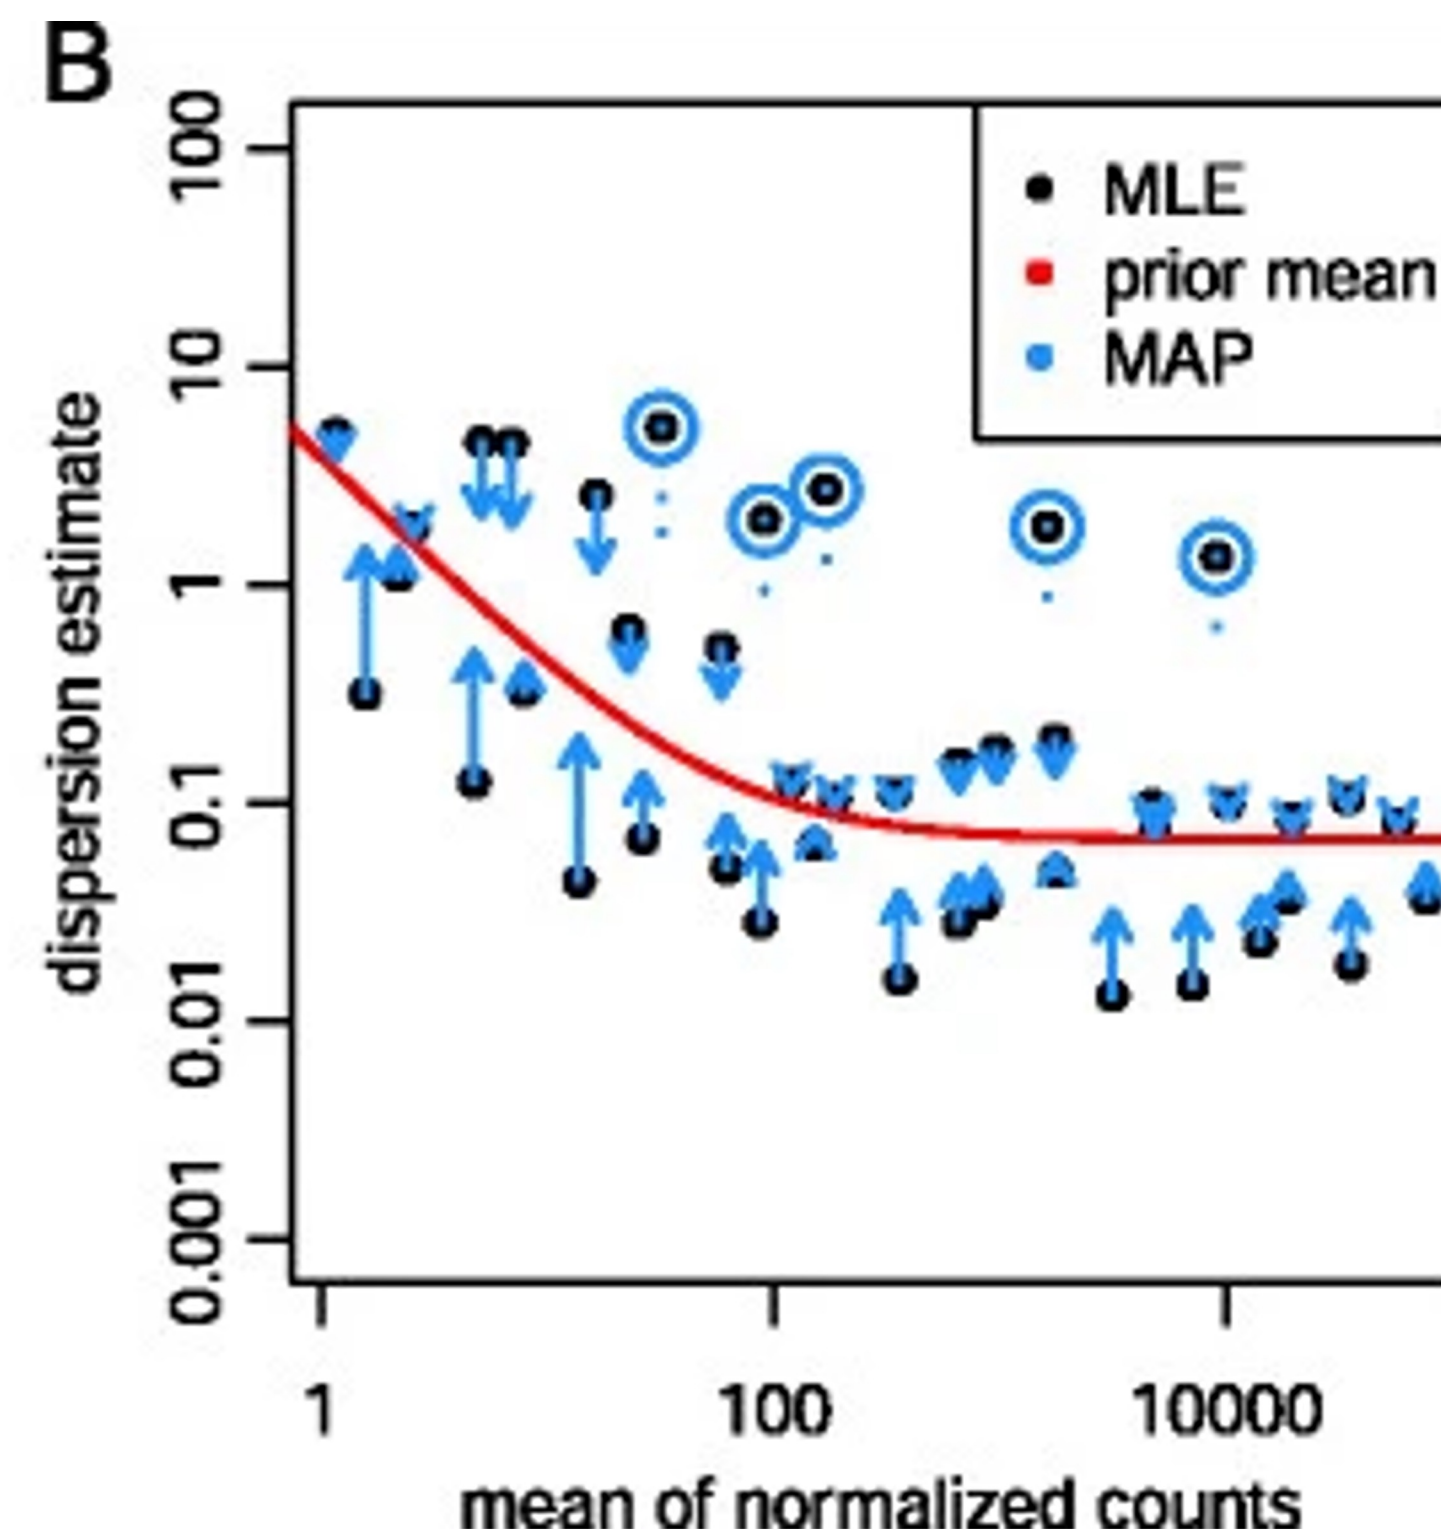 B
100
10
1
0.1
0.01
0.001
dispersion estimate
MLE
prior mean
MAP
1 100 10000
mean of normalized counts